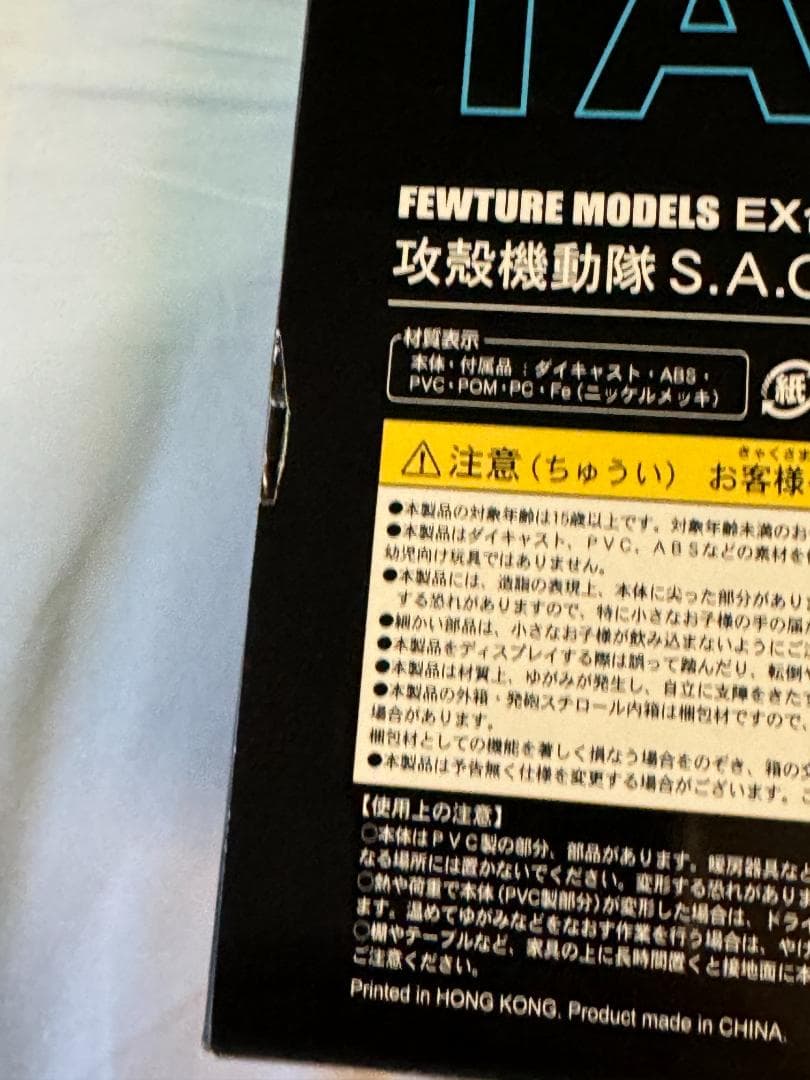 TA
FEWTURE MODELS EX
攻殻機動隊 S.A.C
材質表示
本体・付属品：ダイキャスト・ABS・
PVC・POM・PC・Fe（ニッケルメッキ）
紙
きゃくさま
⚠注意（ちゅうい） お客様
●本製品の対象年齢は15歳以上です。対象年齢未満のお
●本製品はダイキャスト、PVC、ABSなどの素材を
幼児向け玩具ではありません。
●本製品には、造脂の表現上、本体に尖った部分があり
する恐れがありますので、特に小さなお子様の手の届
●細かい部品は、小さなお子様が飲み込まないようにご
●本製品をディスプレイする際は誤って踏んだり、転倒や
●本製品は材質上、ゆがみが発生し、自立に支障をきたす
●本製品の外箱・発砲スチロール内箱は梱包材ですので、
場合があります。
梱包材としての機能を著しく損なう場合をのぞき、箱の
●本製品は予告無く仕様を変更する場合がございます。ご
【使用上の注意】
○本体はPVC製の部分、部品があります。暖房器具など
なる場所には置かないでください。変形する恐れがあり
○熱や荷重で本体（PVC製部分）が変形した場合は、ドライ
ます。温めてゆがみなどをなおす作業を行う場合は、やけ
○棚やテーブルなど、家具の上に長時間置くと接地面に本
ご注意ください。
Printed in HONG KONG. Product made in CHINA.